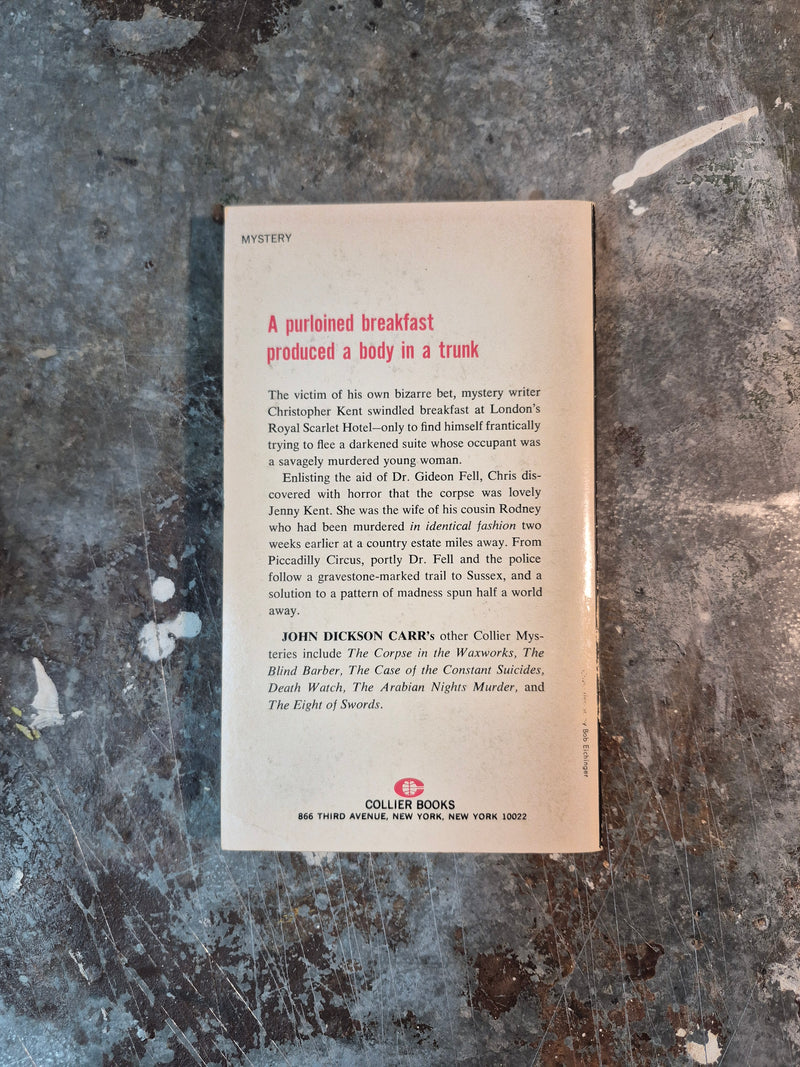 MYSTERY
A purloined breakfast
produced a body in a trunk
The victim of his own bizarre bet, mystery writer
Christopher Kent swindled breakfast at London's
Royal Scarlet Hotel—only to find himself frantically
trying to flee a darkened suite whose occupant was
a savagely murdered young woman.
Enlisting the aid of Dr. Gideon Fell, Chris dis-
covered with horror that the corpse was lovely
Jenny Kent. She was the wife of his cousin Rodney
who had been murdered in identical fashion two
weeks earlier at a country estate miles away. From
Piccadilly Circus, portly Dr. Fell and the police
follow a gravestone-marked trail to Sussex, and a
solution to a pattern of madness spun half a world
away.
JOHN DICKSON CARR's other Collier Mys-
teries include The Corpse in the Waxworks, The
Blind Barber, The Case of the Constant Suicides,
Death Watch, The Arabian Nights Murder, and
The Eight of Swords.
COLLIER BOOKS
866 THIRD AVENUE, NEW YORK, NEW YORK 10022
Bob Eichinger